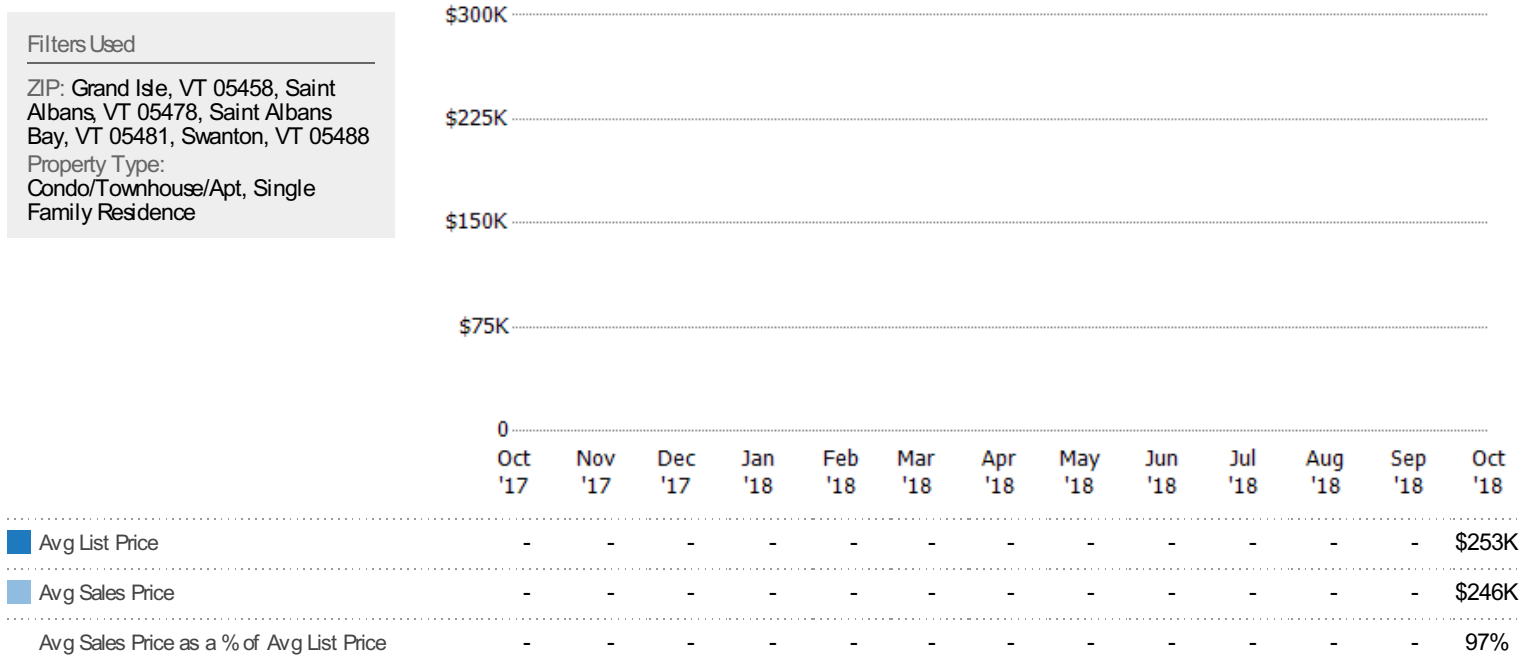 Filters Used
ZIP: Grand Isle, VT 05458, Saint
Albans, VT 05478, Saint Albans
Bay, VT 05481, Swanton, VT 05488
Property Type:
Condo/Townhouse/Apt, Single
Family Residence
$300K
$225K
$150K
$75K
0
Oct Nov Dec Jan Feb Mar Apr May Jun Jul Aug Sep Oct
'17 '17 '17 '18 '18 '18 '18 '18 '18 '18 '18 '18 '18
Avg List Price - - - - - - - - - - - - $253K
Avg Sales Price - - - - - - - - - - - - $246K
Avg Sales Price as a % of Avg List Price - - - - - - - - - - - - 97%